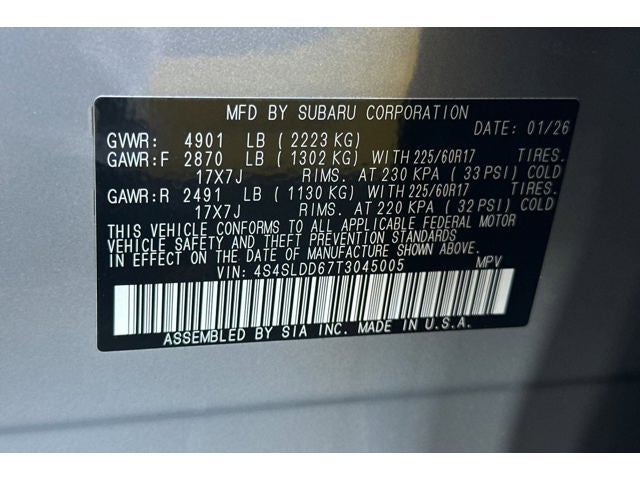 MFD BY SUBARU CORPORATION
DATE: 01/26
GVWR: 4901 LB (2223 KG)
GAWR:F 2870 LB (1302 KG) WITH 225/60R17 TIRES.
17X7J RIMS. AT 230 KPA (33 PSI) COLD
GAWR:R 2491 LB (1130 KG) WITH 225/60R17 TIRES.
17X7J RIMS. AT 220 KPA (32 PSI) COLD
THIS VEHICLE CONFORMS TO ALL APPLICABLE FEDERAL MOTOR
VEHICLE SAFETY AND THEFT PREVENTION STANDARDS
IN EFFECT ON THE DATE OF MANUFACTURE SHOWN ABOVE.
VIN: 4S4SLDD67T3045005 MPV
ASSEMBLED BY SIA INC. MADE IN U.S.A.